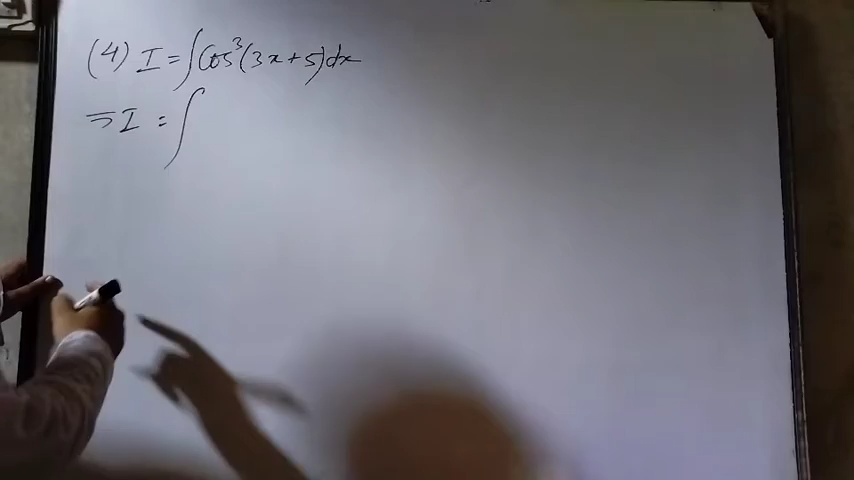 (4) I = ∫Cos³(3x+5)dx
⇒ I = ∫